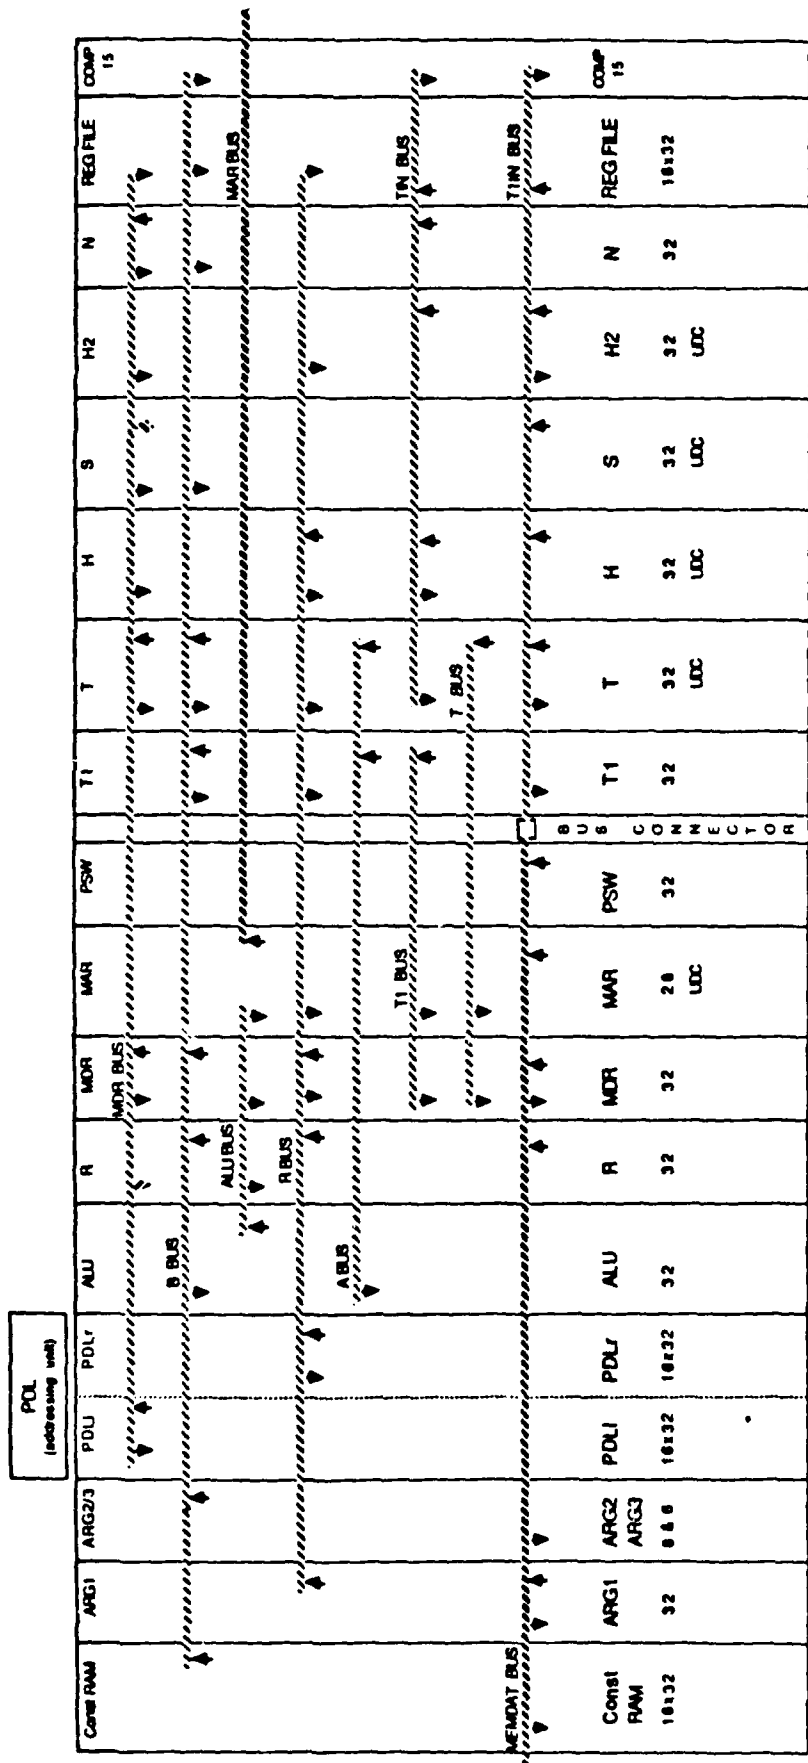 PDL
(addressing unit)
Const RAM
ARG1
ARG2/3
PDLl
PDLr
ALU
R
MDR
MAR
PSW
T1
T
H
S
H2
N
REG FILE
COMP
15
MDR BUS
B BUS
ALU BUS
MAR BUS
A
R BUS
A BUS
T1 BUS
TIN BUS
T BUS
MEMDAT BUS
T1IN BUS
Const
RAM
16x32
ARG1
32
ARG2
ARG3
8 & 6
PDLl
16x32
PDLr
16x32
ALU
32
R
32
MDR
32
MAR
28
UDC
PSW
32
BUS CONNECTOR
T1
32
T
32
UDC
H
32
UDC
S
32
UDC
H2
32
UDC
N
32
REG FILE
16x32
COMP
15